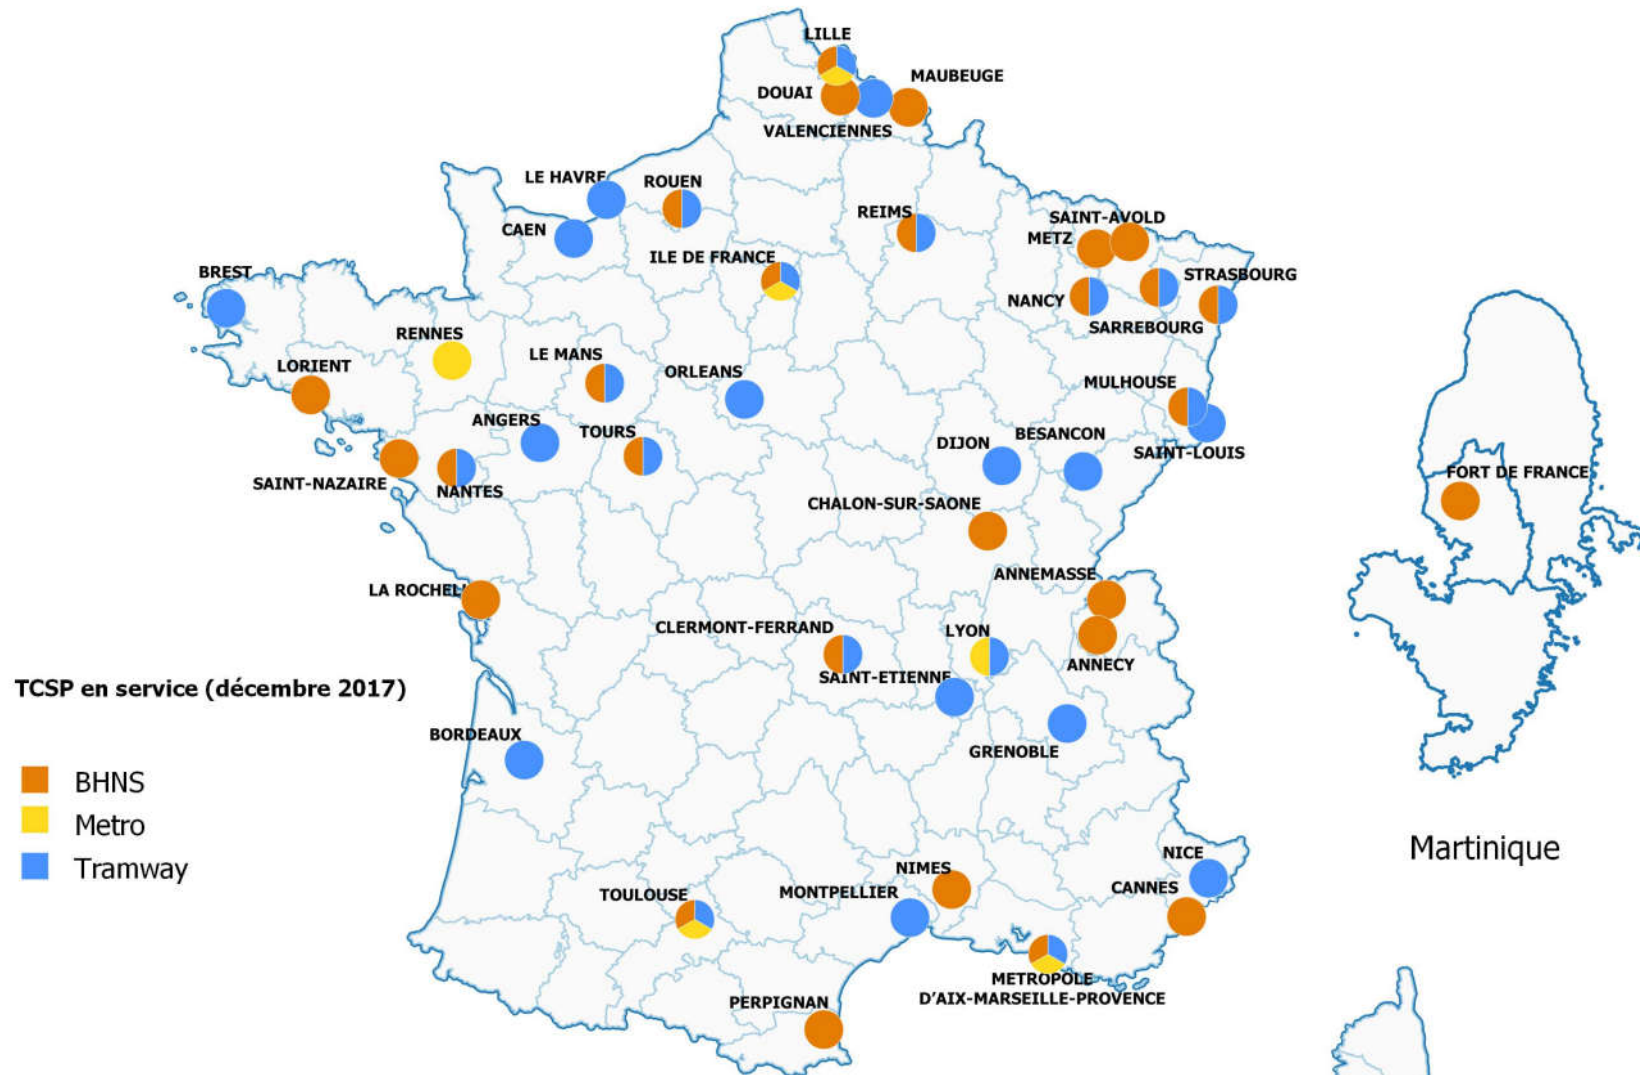 LILLE
MAUBEUGE
DOUAI
VALENCIENNES
LE HAVRE
ROUEN
REIMS
SAINT-AVOLD
METZ
CAEN
ILE DE FRANCE
BREST
STRASBOURG
NANCY
SARREBOURG
RENNES
LE MANS
ORLEANS
LORIENT
MULHOUSE
ANGERS
TOURS
DIJON
BESANCON
SAINT-LOUIS
FORT DE FRANCE
SAINT-NAZAIRE
NANTES
CHALON-SUR-SAONE
ANNEMASSE
LA ROCHELL
CLERMONT-FERRAND
LYON
ANNECY
SAINT-ETIENNE
TCSP en service (décembre 2017)
BORDEAUX
GRENOBLE
BHNS
Metro
Tramway
Martinique
NICE
NIMES
CANNES
TOULOUSE
MONTPELLIER
METROPOLE
D'AIX-MARSEILLE-PROVENCE
PERPIGNAN